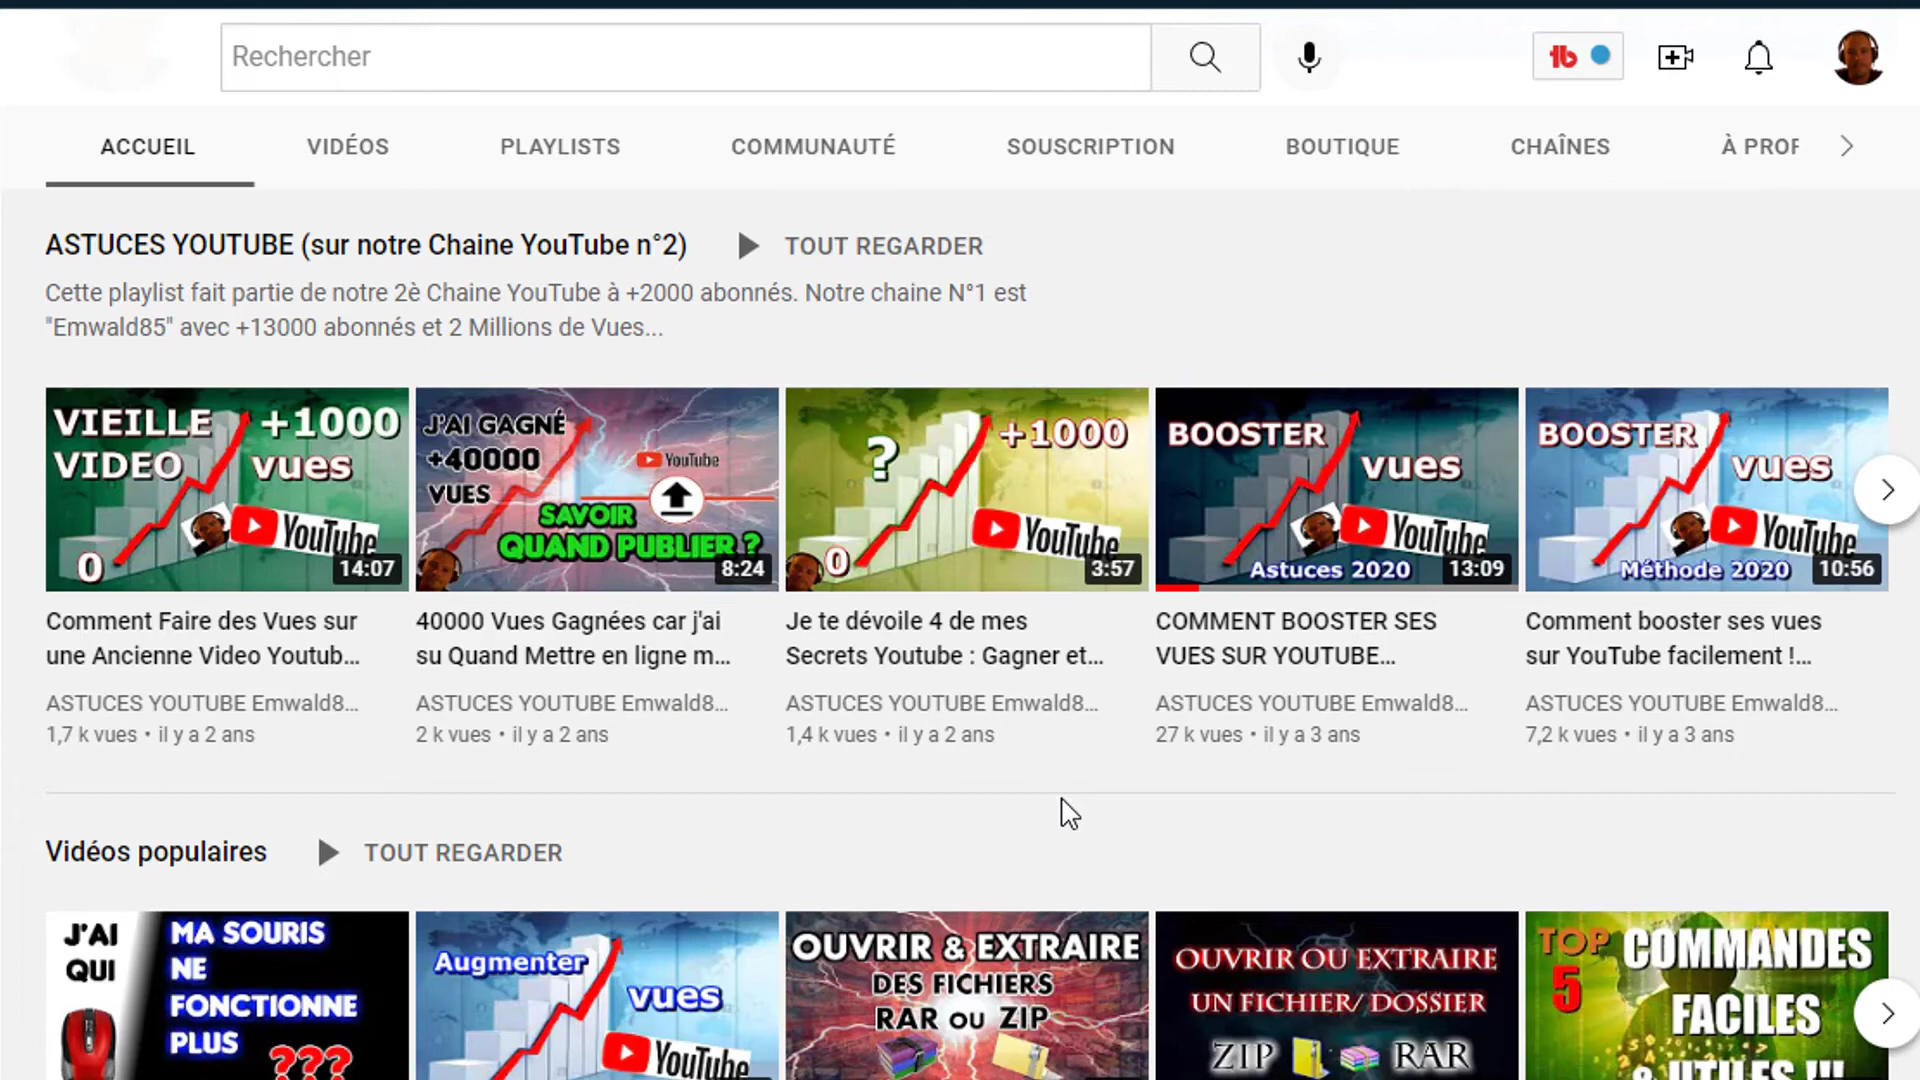 Rechercher
ACCUEIL
VIDÉOS
PLAYLISTS
COMMUNAUTÉ
SOUSCRIPTION
BOUTIQUE
CHAÎNES
À PROP
ASTUCES YOUTUBE (sur notre Chaine YouTube n°2)
TOUT REGARDER
Cette playlist fait partie de notre 2è Chaine YouTube à +2000 abonnés. Notre chaine N°1 est
"Emwald85" avec +13000 abonnés et 2 Millions de Vues...
VIEILLE +1000
VIDEO vues
YouTube
0
14:07
J'AI GAGNÉ
+40000
VUES
YouTube
SAVOIR
QUAND PUBLIER ?
8:24
? +1000
YouTube
0
3:57
BOOSTER
vues
YouTube
Astuces 2020
13:09
BOOSTER
vues
YouTube
Méthode 2020
10:56
Comment Faire des Vues sur
une Ancienne Video Youtub...
ASTUCES YOUTUBE Emwald8...
1,7 k vues • il y a 2 ans
40000 Vues Gagnées car j'ai
su Quand Mettre en ligne m...
ASTUCES YOUTUBE Emwald8...
2 k vues • il y a 2 ans
Je te dévoile 4 de mes
Secrets Youtube : Gagner et...
ASTUCES YOUTUBE Emwald8...
1,4 k vues • il y a 2 ans
COMMENT BOOSTER SES
VUES SUR YOUTUBE...
ASTUCES YOUTUBE Emwald8...
27 k vues • il y a 3 ans
Comment booster ses vues
sur YouTube facilement !...
ASTUCES YOUTUBE Emwald8...
7,2 k vues • il y a 3 ans
Vidéos populaires
TOUT REGARDER
J'AI
QUI
MA SOURIS
NE
FONCTIONNE
PLUS
???
Augmenter
vues
YouTube
OUVRIR & EXTRAIRE
DES FICHIERS
RAR OU ZIP
OUVRIR OU EXTRAIRE
UN FICHIER/ DOSSIER
ZIP RAR
TOP
5
COMMANDES
FACILES
& UTILES !!!